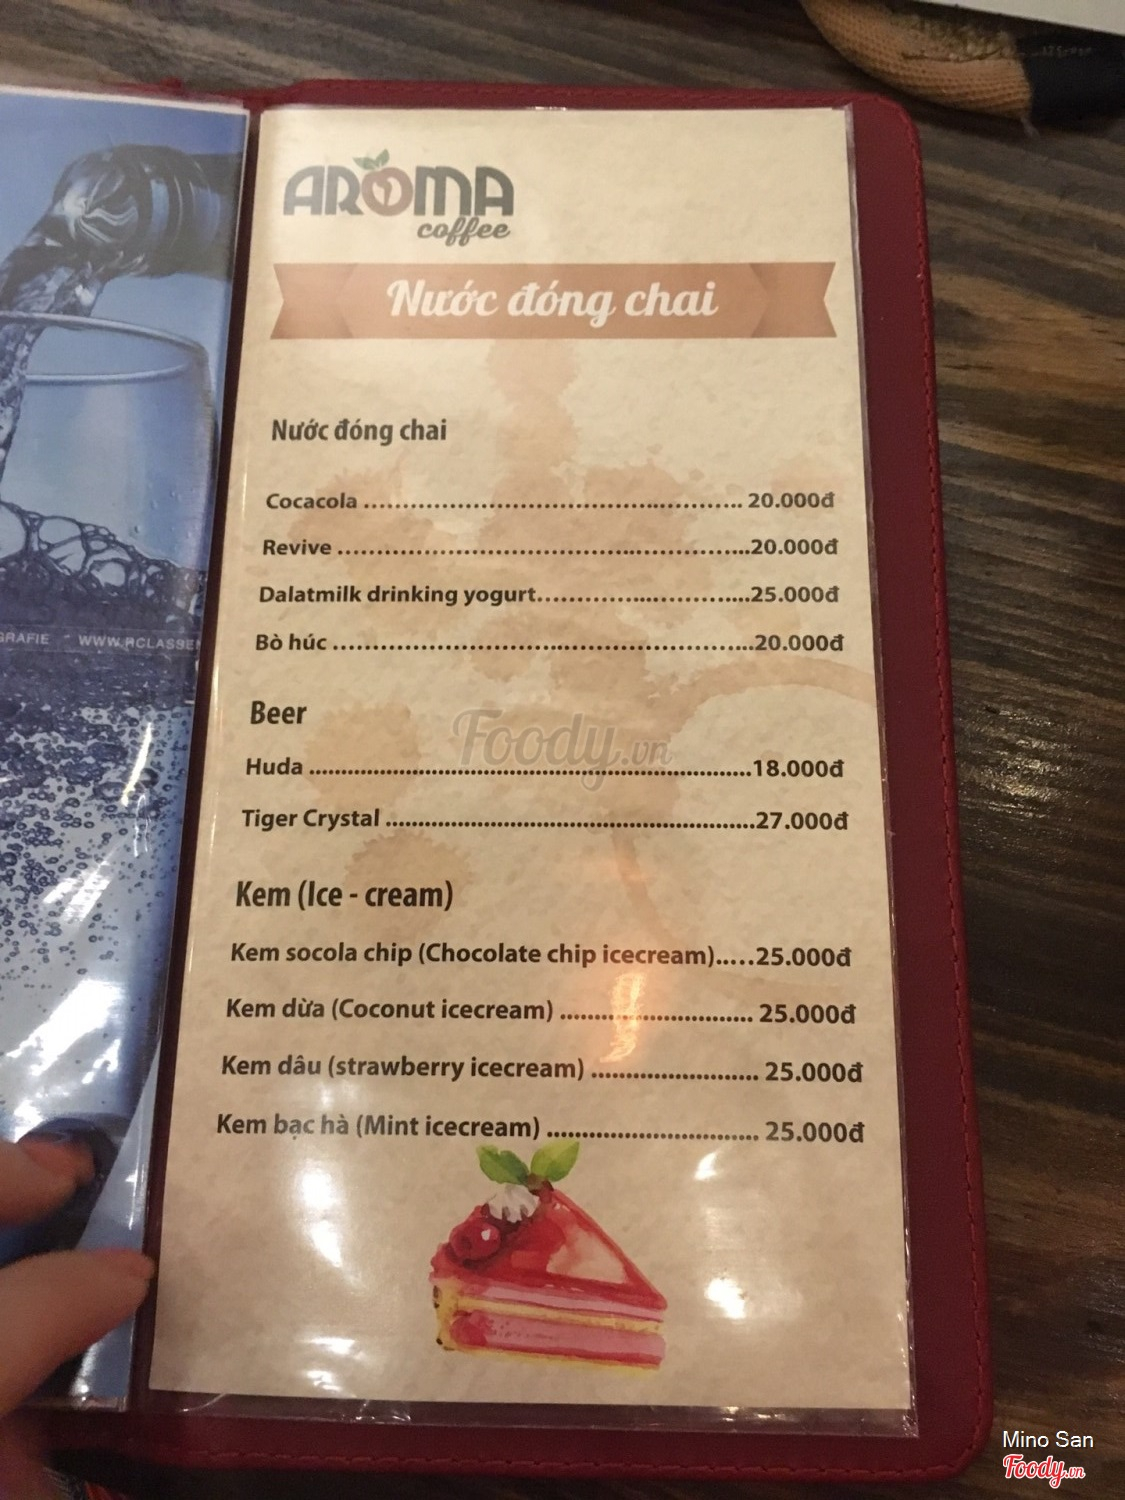 AROMA
coffee
Nước đóng chai
Nước đóng chai
Cocacola ........................................................ 20.000đ
Revive ........................................................20.000đ
Dalatmilk drinking yogurt..............................25.000đ
Bò húc ........................................................20.000đ
Beer
Huda ........................................................18.000đ
Tiger Crystal ........................................................27.000đ
Kem (Ice - cream)
Kem socola chip (Chocolate chip icecream).....25.000đ
Kem dừa (Coconut icecream) ............................... 25.000đ
Kem dâu (strawberry icecream) ........................... 25.000đ
Kem bạc hà (Mint icecream) .................................. 25.000đ
GRAFIE WWW.RCLASSEN
Foody.vn
Mino San
Foody.vn